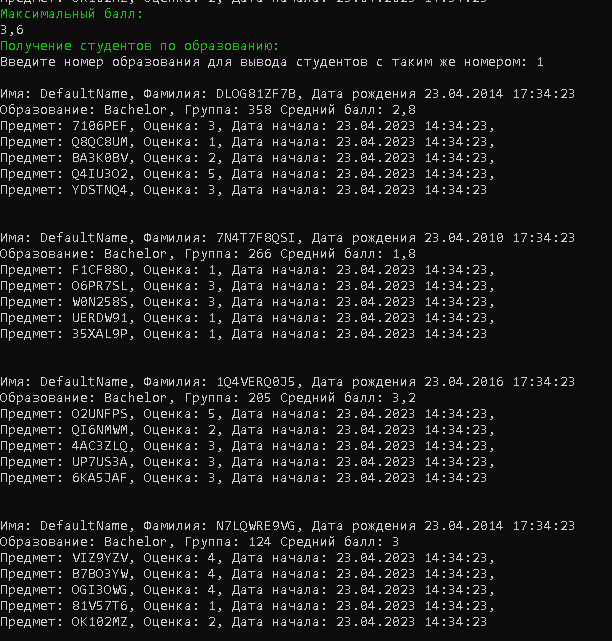 Максимальный балл:
3,6
Получение студентов по образованию:
Введите номер образования для вывода студентов с таким же номером: 1
Имя: DefaultName, Фамилия: DLOG81ZF7B, Дата рождения 23.04.2014 17:34:23
Образование: Bachelor, Группа: 358 Средний балл: 2,8
Предмет: 7106PEF, Оценка: 3, Дата начала: 23.04.2023 14:34:23,
Предмет: Q8QC8UM, Оценка: 1, Дата начала: 23.04.2023 14:34:23,
Предмет: BA3K0BV, Оценка: 2, Дата начала: 23.04.2023 14:34:23,
Предмет: Q4IU3O2, Оценка: 5, Дата начала: 23.04.2023 14:34:23,
Предмет: YDSTNQ4, Оценка: 3, Дата начала: 23.04.2023 14:34:23
Имя: DefaultName, Фамилия: 7N4T7F8QSI, Дата рождения 23.04.2010 17:34:23
Образование: Bachelor, Группа: 266 Средний балл: 1,8
Предмет: F1CF88O, Оценка: 1, Дата начала: 23.04.2023 14:34:23,
Предмет: O6PR7SL, Оценка: 3, Дата начала: 23.04.2023 14:34:23,
Предмет: W0N258S, Оценка: 3, Дата начала: 23.04.2023 14:34:23,
Предмет: UERDW91, Оценка: 1, Дата начала: 23.04.2023 14:34:23,
Предмет: 35XAL9P, Оценка: 1, Дата начала: 23.04.2023 14:34:23
Имя: DefaultName, Фамилия: 1Q4VERQ0J5, Дата рождения 23.04.2016 17:34:23
Образование: Bachelor, Группа: 205 Средний балл: 3,2
Предмет: O2UNFPS, Оценка: 5, Дата начала: 23.04.2023 14:34:23,
Предмет: QI6NMWM, Оценка: 2, Дата начала: 23.04.2023 14:34:23,
Предмет: 4AC3ZLQ, Оценка: 3, Дата начала: 23.04.2023 14:34:23,
Предмет: UP7US3A, Оценка: 3, Дата начала: 23.04.2023 14:34:23,
Предмет: 6KA5JAF, Оценка: 3, Дата начала: 23.04.2023 14:34:23
Имя: DefaultName, Фамилия: N7LQWRE9VG, Дата рождения 23.04.2014 17:34:23
Образование: Bachelor, Группа: 124 Средний балл: 3
Предмет: VIZ9YZV, Оценка: 4, Дата начала: 23.04.2023 14:34:23,
Предмет: B7BO3YW, Оценка: 4, Дата начала: 23.04.2023 14:34:23,
Предмет: OGI3OWG, Оценка: 4, Дата начала: 23.04.2023 14:34:23,
Предмет: 81V57T6, Оценка: 1, Дата начала: 23.04.2023 14:34:23,
Предмет: OK102MZ, Оценка: 2, Дата начала: 23.04.2023 14:34:23